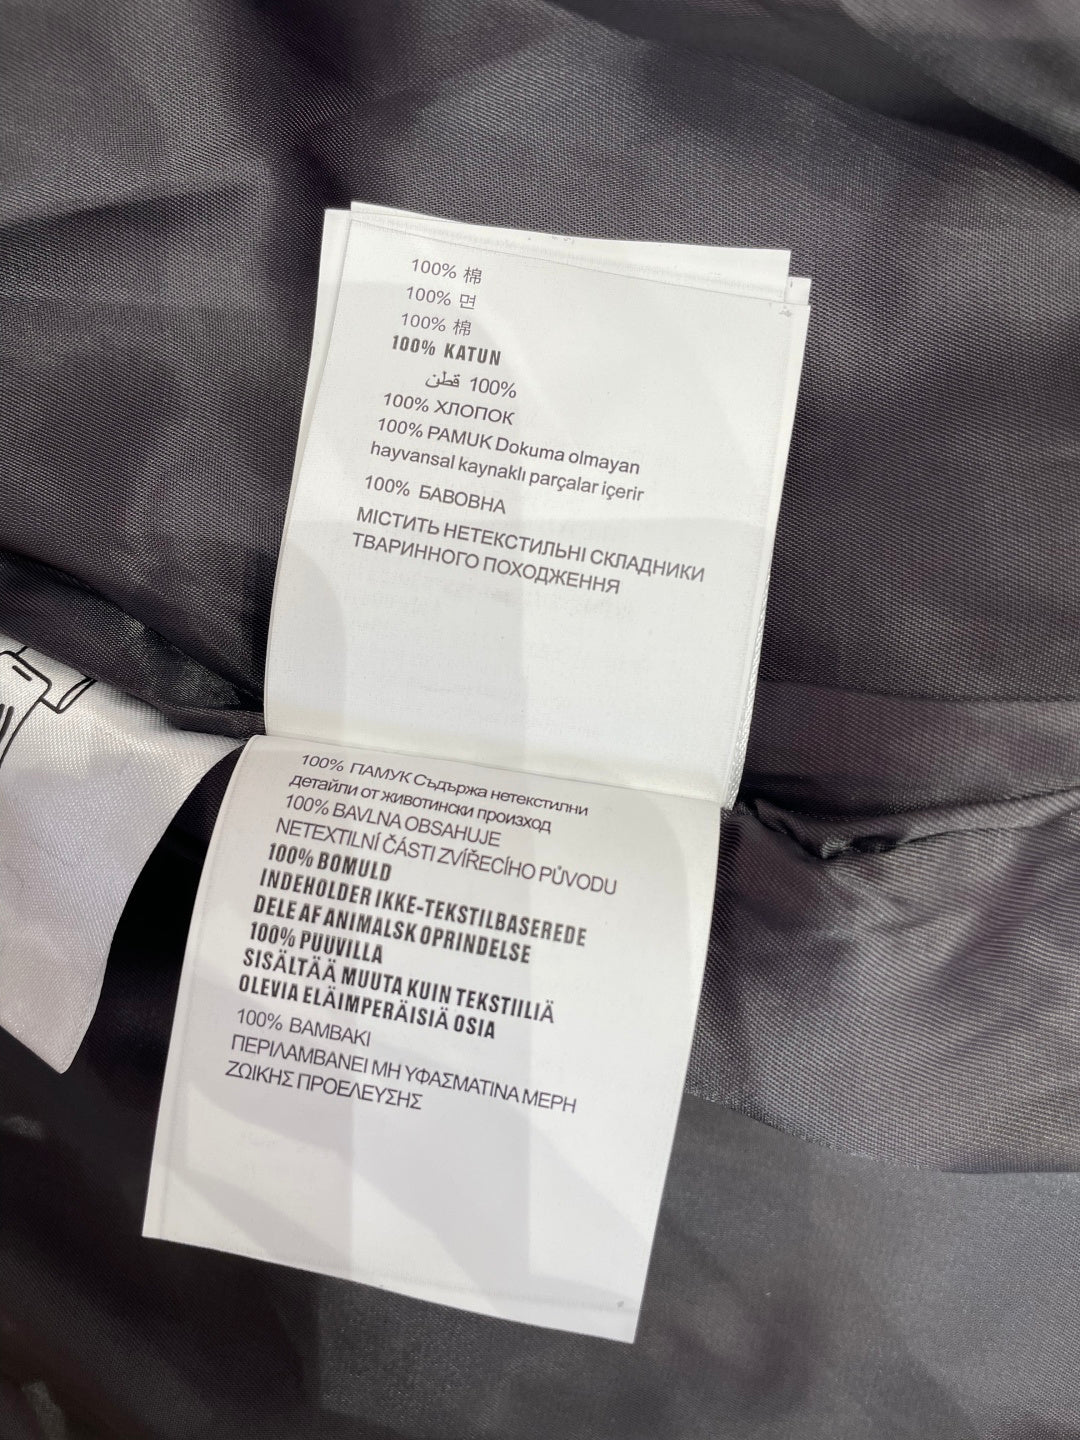 100% 棉
100% 면
100% 棉
100% KATUN
100% قطن
100% ХЛОПОК
100% PAMUK Dokuma olmayan
hayvansal kaynaklı parçalar içerir
100% БАВОВНА
МІСТИТЬ НЕТЕКСТИЛЬНІ СКЛАДНИКИ
ТВАРИННОГО ПОХОДЖЕННЯ
100% ПАМУК Съдържа нетекстилни
детайли от животински произход
100% BAVLNA OBSAHUJE
NETEXTILNÍ ČÁSTI ZVÍŘECÍHO PŮVODU
100% BOMULD
INDEHOLDER IKKE-TEKSTILBASEREDE
DELE AF ANIMALSK OPRINDELSE
100% PUUVILLA
SISÄLTÄÄ MUUTA KUIN TEKSTIILIÄ
OLEVIA ELÄIMPERÄISIÄ OSIA
100% ΒΑΜΒΑΚΙ
ΠΕΡΙΛΑΜΒΑΝΕΙ ΜΗ ΥΦΑΣΜΑΤΙΝΑ ΜΕΡΗ
ΖΩΙΚΗΣ ΠΡΟΕΛΕΥΣΗΣ